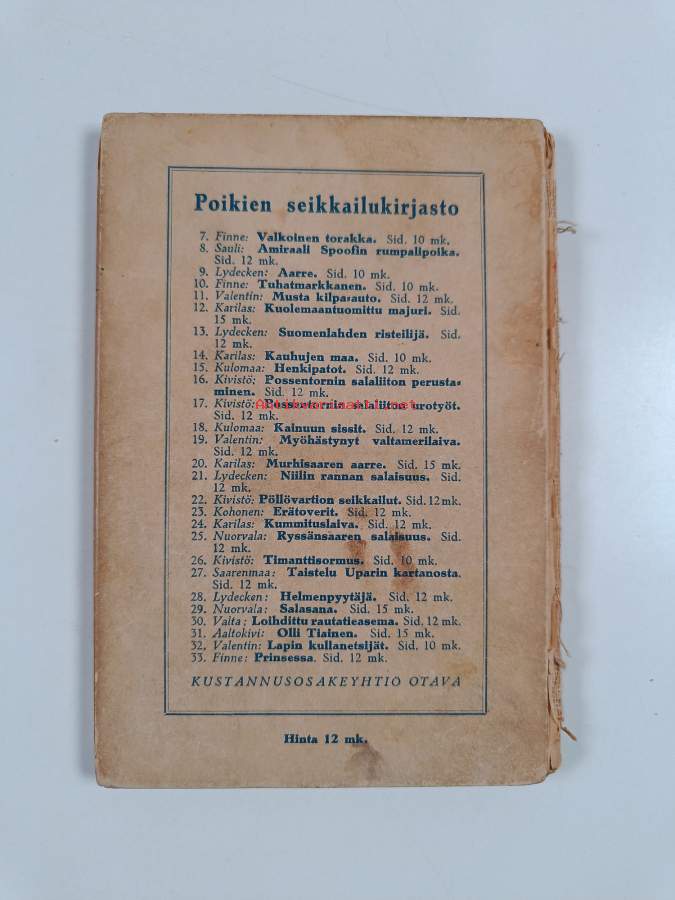 Poikien seikkailukirjasto
7. Finne: Valkoinen torakka. Sid. 10 mk.
8. Sauli: Amiraali Spoofin rumpalipoika.
Sid. 12 mk.
9. Lydecken: Aarre. Sid. 10 mk.
10. Finne: Tuhatmarkkanen. Sid. 10 mk.
11. Valentin: Musta kilpa-auto. Sid. 12 mk.
12. Karilas: Kuolemaantuomittu majuri. Sid.
15 mk.
13. Lydecken: Suomenlahden risteilijä. Sid.
12 mk.
14. Karilas: Kauhujen maa. Sid. 10 mk.
15. Kulomaa: Henkipatot. Sid. 12 mk.
16. Kivistö: Possentornin salaliiton perusta-
minen. Sid. 12 mk.
17. Kivistö: Possentornin salaliiton urotyöt.
Antikvariaatti.net
Sid. 12 mk.
18. Kulomaa: Kainuun sissit. Sid. 12 mk.
19. Valentin: Myöhästynyt valtamerilaiva.
Sid. 12 mk.
20. Karilas: Murhisaaren aarre. Sid. 15 mk.
21. Lydecken: Niilin rannan salaisuus. Sid.
12 mk.
22. Kivistö: Pöllövartion seikkailut. Sid. 12 mk.
23. Kohonen: Erätoverit. Sid. 12 mk.
24. Karilas: Kummituslaiva. Sid. 12 mk.
25. Nuorvala: Ryssänsaaren salaisuus. Sid.
12 mk.
26. Kivistö: Timanttisormus. Sid. 10 mk.
27. Saarenmaa: Taistelu Uparin kartanosta.
Sid. 12 mk.
28. Lydecken: Helmenpyytäjä. Sid. 12 mk.
29. Nuorvala: Salasana. Sid. 15 mk.
30. Valta: Loihdittu rautatieasema. Sid. 12 mk.
31. Aaltokivi: Olli Tiainen. Sid. 15 mk.
32. Valentin: Lapin kullanetsijät. Sid. 10 mk.
33. Finne: Prinsessa. Sid. 12 mk.
KUSTANNUSOSAKEYHTIO OTAVA
Hinta 12 mk.